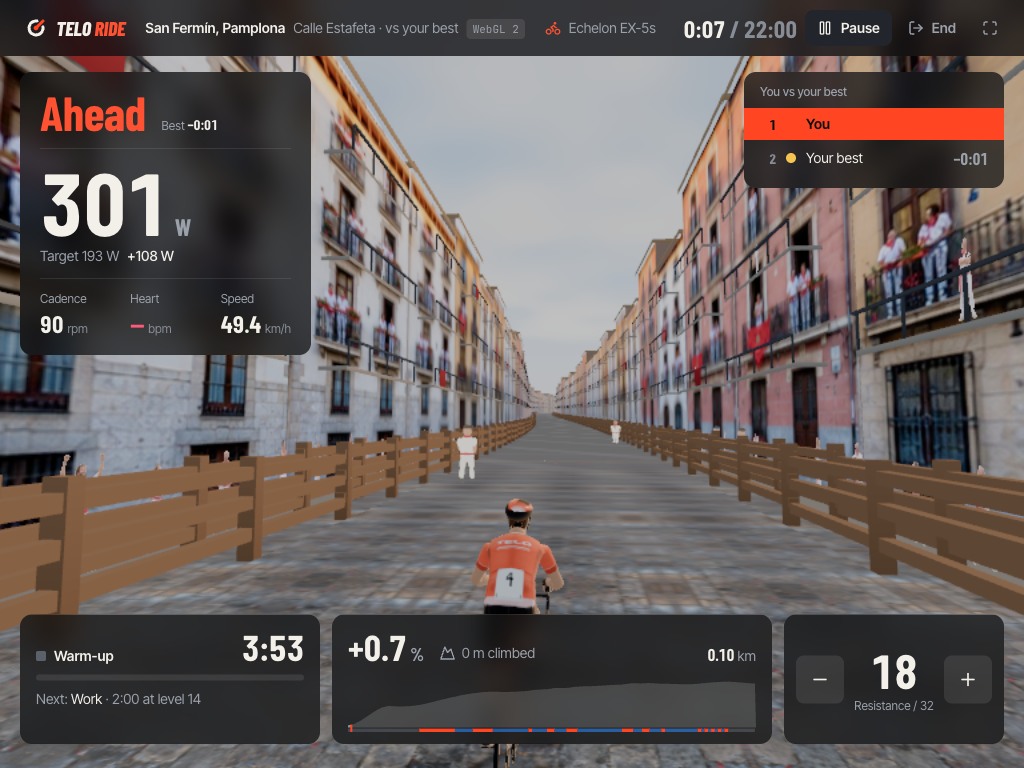 TELO RIDE San Fermín, Pamplona Calle Estafeta · vs your best WebGL 2 Echelon EX-5s 0:07 / 22:00 Pause End
Ahead Best −0:01
301 W
Target 193 W +108 W
Cadence Heart Speed
90 rpm – bpm 49.4 km/h
You vs your best
1 You
2 Your best −0:01
TELO
4
Warm-up 3:53
Next: Work · 2:00 at level 14
+0.7 % 0 m climbed 0.10 km
− 18 +
Resistance / 32